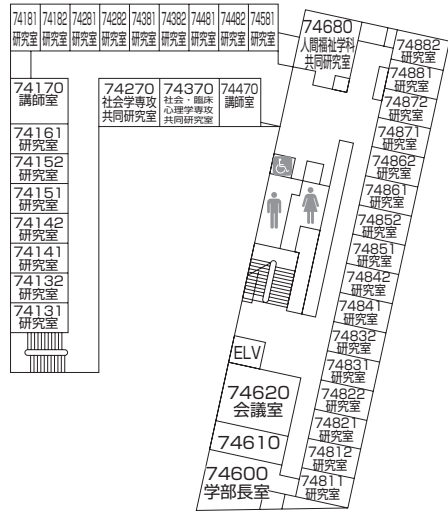 74181
研究室
74182
研究室
74281
研究室
74282
研究室
74381
研究室
74382
研究室
74481
研究室
74482
研究室
74581
研究室
74680
人間福祉学科
共同研究室
74170
講師室
74270
社会学専攻
共同研究室
74370
社会・臨床
心理学専攻
共同研究室
74470
講師室
74161
研究室
74152
研究室
74151
研究室
74142
研究室
74141
研究室
74132
研究室
74131
研究室
74882
研究室
74881
研究室
74872
研究室
74871
研究室
74862
研究室
74861
研究室
74852
研究室
74851
研究室
74842
研究室
74841
研究室
74832
研究室
74831
研究室
74822
研究室
74821
研究室
74812
研究室
74811
研究室
ELV
74620
会議室
74610
74600
学部長室